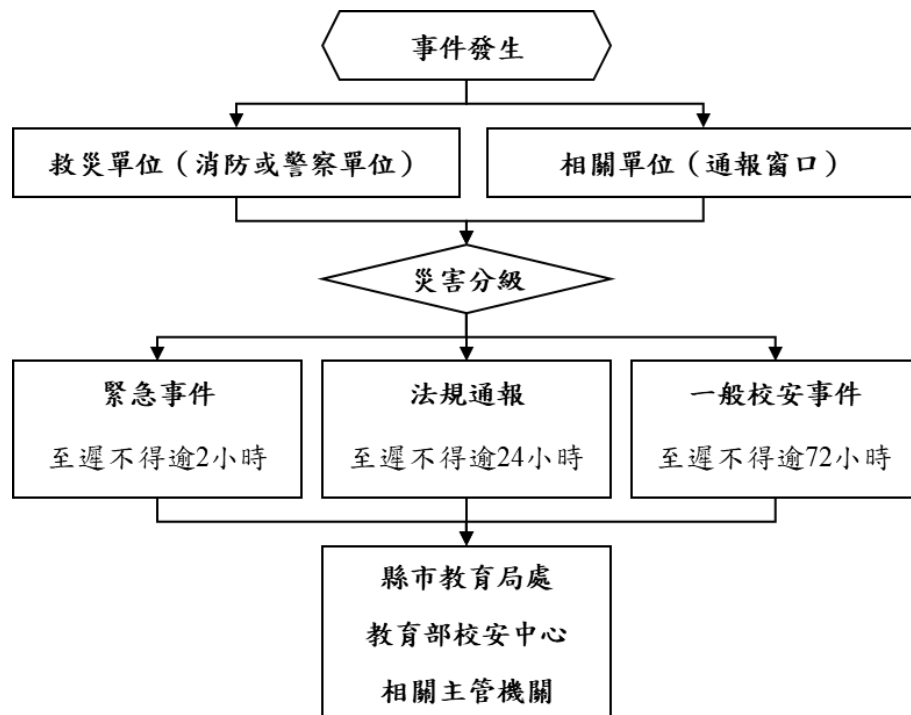 事件發生
救災單位（消防或警察單位）
相關單位（通報窗口）
災害分級
緊急事件
至遲不得逾2小時
法規通報
至遲不得逾24小時
一般校安事件
至遲不得逾72小時
縣市教育局處
教育部校安中心
相關主管機關